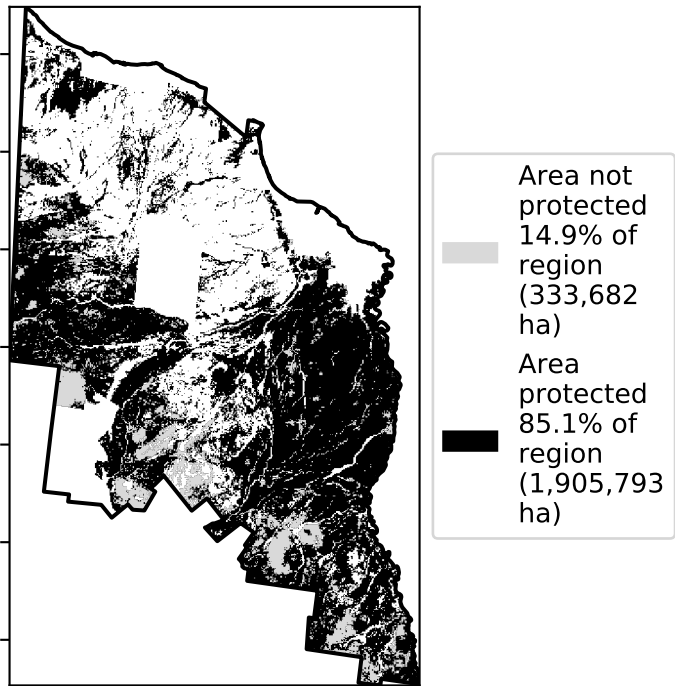 Area not
protected
14.9% of
region
(333,682
ha)
Area
protected
85.1% of
region
(1,905,793
ha)